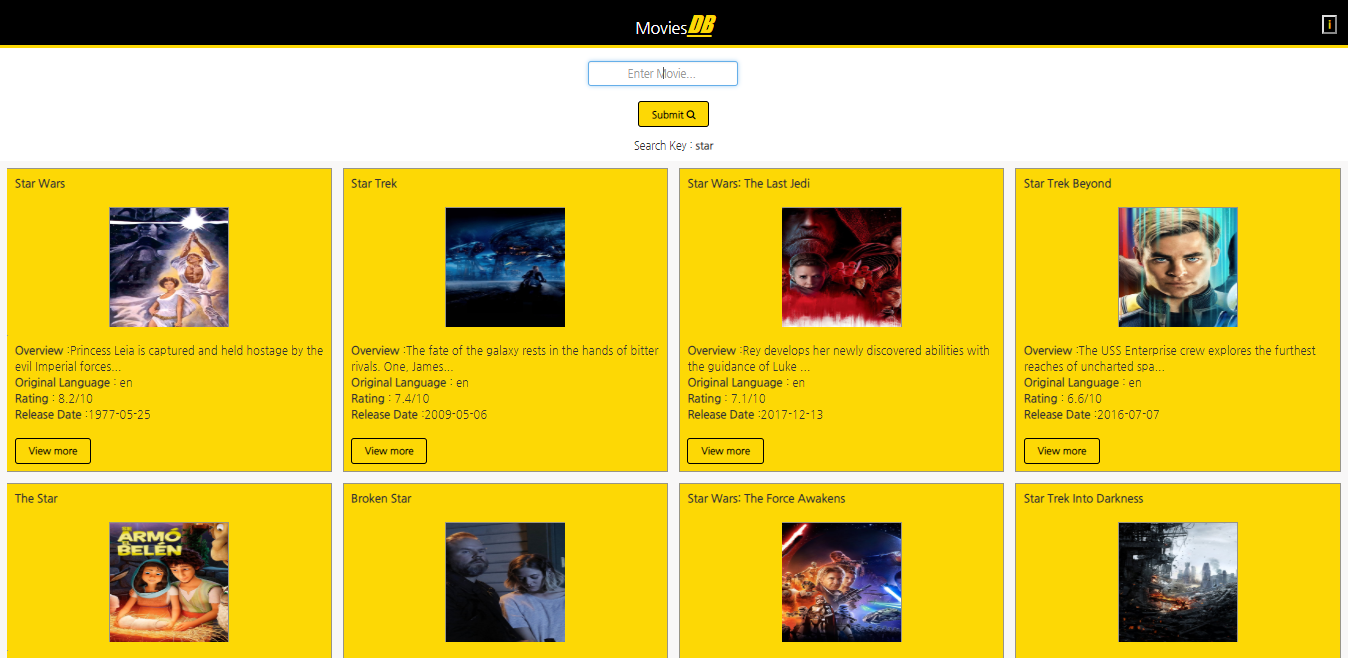 MoviesDB
i
Enter Movie...
Submit
Search Key : star
Star Wars
Overview :Princess Leia is captured and held hostage by the
evil Imperial forces...
Original Language : en
Rating : 8.2/10
Release Date :1977-05-25
View more
Star Trek
Overview :The fate of the galaxy rests in the hands of bitter
rivals. One, James...
Original Language : en
Rating : 7.4/10
Release Date :2009-05-06
View more
Star Wars: The Last Jedi
Overview :Rey develops her newly discovered abilities with
the guidance of Luke ...
Original Language : en
Rating : 7.1/10
Release Date :2017-12-13
View more
Star Trek Beyond
Overview :The USS Enterprise crew explores the furthest
reaches of uncharted spa...
Original Language : en
Rating : 6.6/10
Release Date :2016-07-07
View more
The Star
ÁRMÓ
BELÉN
Broken Star
Star Wars: The Force Awakens
Star Trek Into Darkness